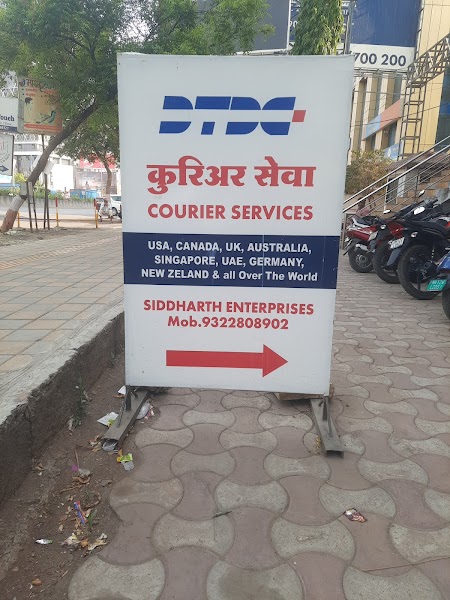 700 200
ouch
DTDC
कुरिअर सेवा
COURIER SERVICES
USA, CANADA, UK, AUSTRALIA,
SINGAPORE, UAE, GERMANY,
NEW ZELAND & all Over The World
SIDDHARTH ENTERPRISES
Mob.9322808902